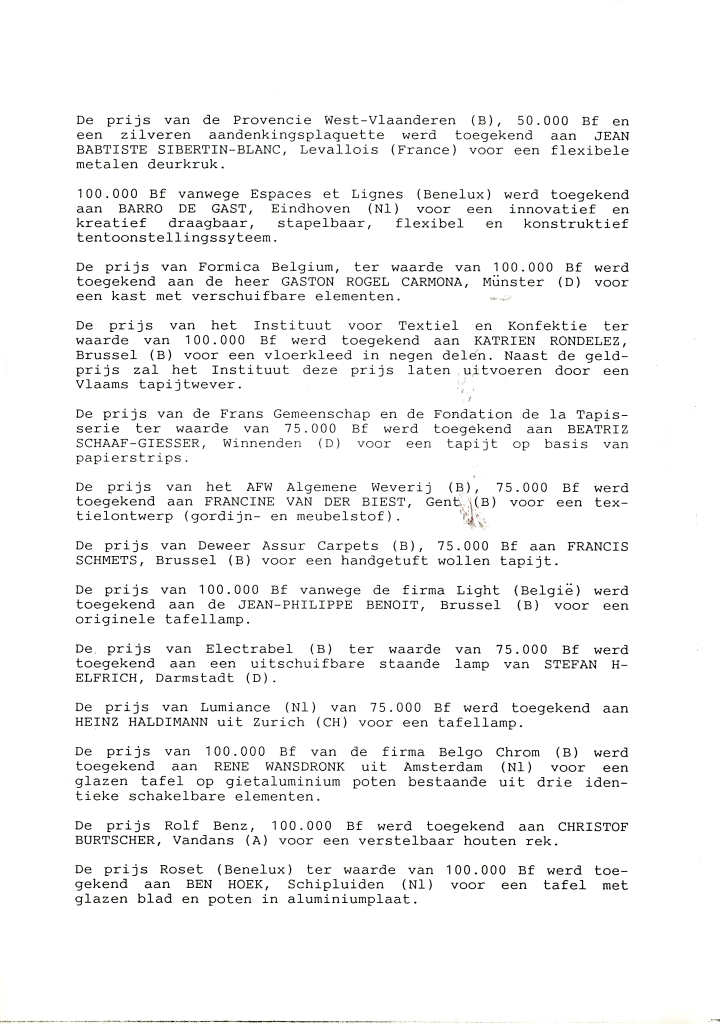 De prijs van de Provencie West-Vlaanderen (B), 50.000 Bf en
een zilveren aandenkingsplaquette werd toegekend aan JEAN
BABTISTE SIBERTIN-BLANC, Levallois (France) voor een flexibele
metalen deurkruk.
100.000 Bf vanwege Espaces et Lignes (Benelux) werd toegekend
aan BARRO DE GAST, Eindhoven (Nl) voor een innovatief en
kreatief draagbaar, stapelbaar, flexibel en konstruktief
tentoonstellingssyteem.
De prijs van Formica Belgium, ter waarde van 100.000 Bf werd
toegekend aan de heer GASTON ROGEL CARMONA, Münster (D) voor
een kast met verschuifbare elementen.
De prijs van het Instituut voor Textiel en Konfektie ter
waarde van 100.000 Bf werd toegekend aan KATRIEN RONDELEZ,
Brussel (B) voor een vloerkleed in negen delen. Naast de geld-
prijs zal het Instituut deze prijs laten uitvoeren door een
Vlaams tapijtwever.
De prijs van de Frans Gemeenschap en de Fondation de la Tapis-
serie ter waarde van 75.000 Bf werd toegekend aan BEATRIZ
SCHAAF-GIESSER, Winnenden (D) voor een tapijt op basis van
papierstrips.
De prijs van het AFW Algemene Weverij (B), 75.000 Bf werd
toegekend aan FRANCINE VAN DER BIEST, Gent (B) voor een tex-
tielontwerp (gordijn- en meubelstof).
De prijs van Deweer Assur Carpets (B), 75.000 Bf aan FRANCIS
SCHMETS, Brussel (B) voor een handgetuft wollen tapijt.
De prijs van 100.000 Bf vanwege de firma Light (België) werd
toegekend aan de JEAN-PHILIPPE BENOIT, Brussel (B) voor een
originele tafellamp.
De prijs van Electrabel (B) ter waarde van 75.000 Bf werd
toegekend aan een uitschuifbare staande lamp van STEFAN H-
ELFRICH, Darmstadt (D).
De prijs van Lumiance (Nl) van 75.000 Bf werd toegekend aan
HEINZ HALDIMANN uit Zurich (CH) voor een tafellamp.
De prijs van 100.000 Bf van de firma Belgo Chrom (B) werd
toegekend aan RENE WANSDRONK uit Amsterdam (Nl) voor een
glazen tafel op gietaluminium poten bestaande uit drie iden-
tieke schakelbare elementen.
De prijs Rolf Benz, 100.000 Bf werd toegekend aan CHRISTOF
BURTSCHER, Vandans (A) voor een verstelbaar houten rek.
De prijs Roset (Benelux) ter waarde van 100.000 Bf werd toe-
gekend aan BEN HOEK, Schipluiden (Nl) voor een tafel met
glazen blad en poten in aluminiumplaat.